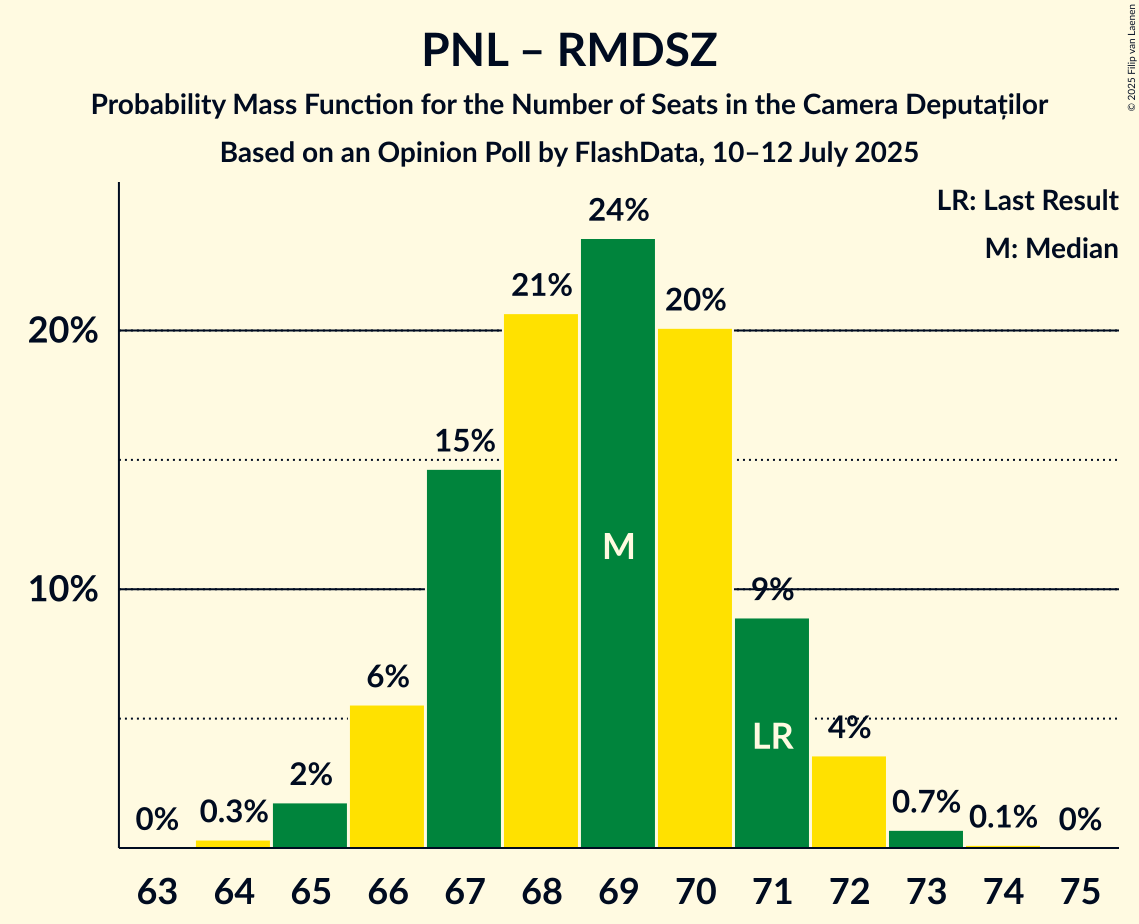 PNL – RMDSZ
Probability Mass Function for the Number of Seats in the Camera Deputaților
Based on an Opinion Poll by FlashData, 10–12 July 2025
© 2025 Filip van Laenen
LR: Last Result
M: Median
20%
10%
0%
0.3%
2%
6%
15%
21%
24%
20%
9%
4%
0.7%
0.1%
0%
M
LR
63 64 65 66 67 68 69 70 71 72 73 74 75